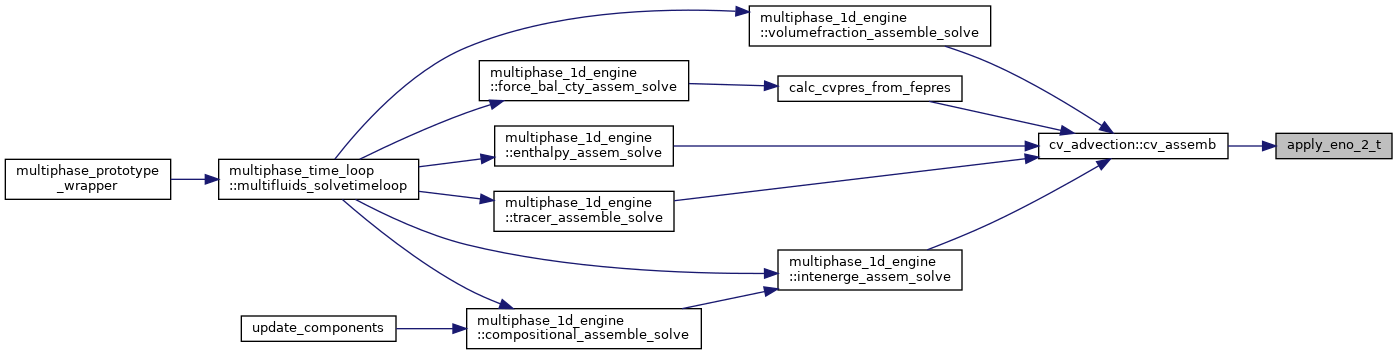 multiphase_1d_engine
::volumefraction_assemble_solve
multiphase_1d_engine
::force_bal_cty_assem_solve
calc_cvpres_from_fepres
multiphase_prototype
_wrapper
multiphase_time_loop
::multifluids_solvetimeloop
multiphase_1d_engine
::enthalpy_assem_solve
cv_advection::cv_assemb
apply_eno_2_t
multiphase_1d_engine
::tracer_assemble_solve
multiphase_1d_engine
::intenerge_assem_solve
update_components
multiphase_1d_engine
::compositional_assemble_solve